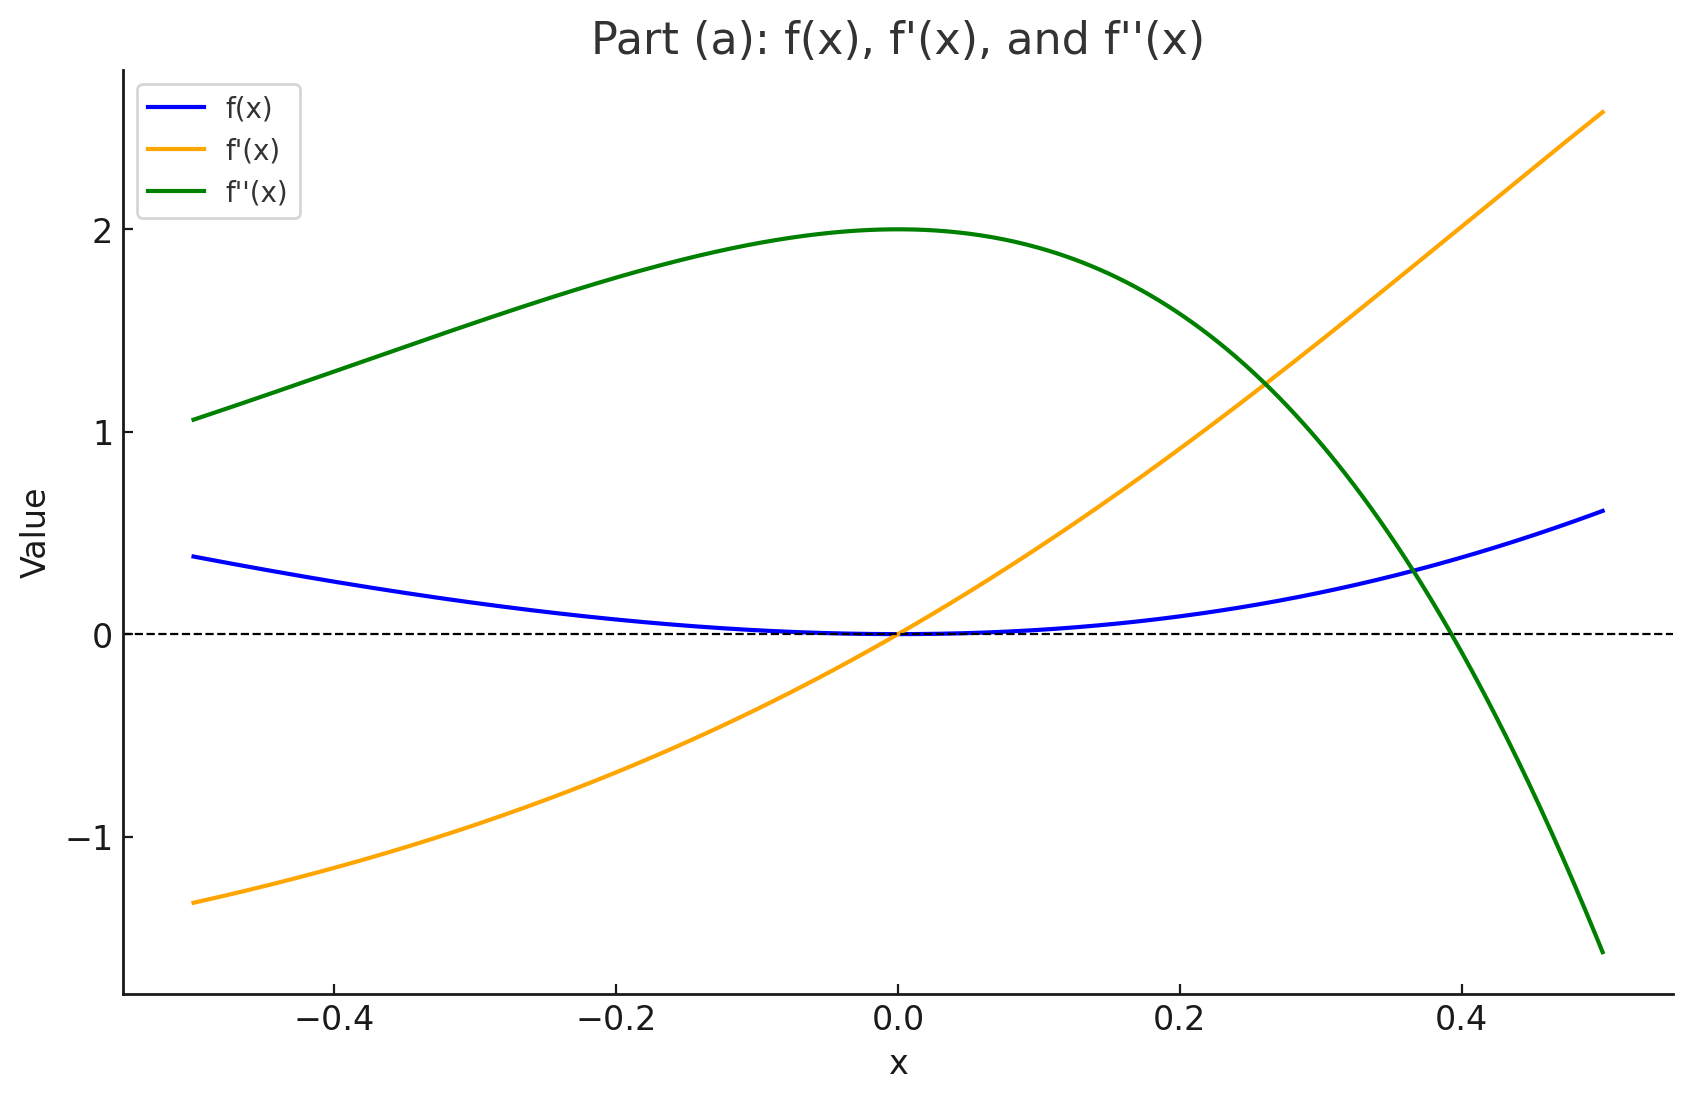 Part (a): f(x), f'(x), and f''(x)
f(x)
f'(x)
f''(x)
2
1
0
−1
Value
−0.4 −0.2 0.0 0.2 0.4
x